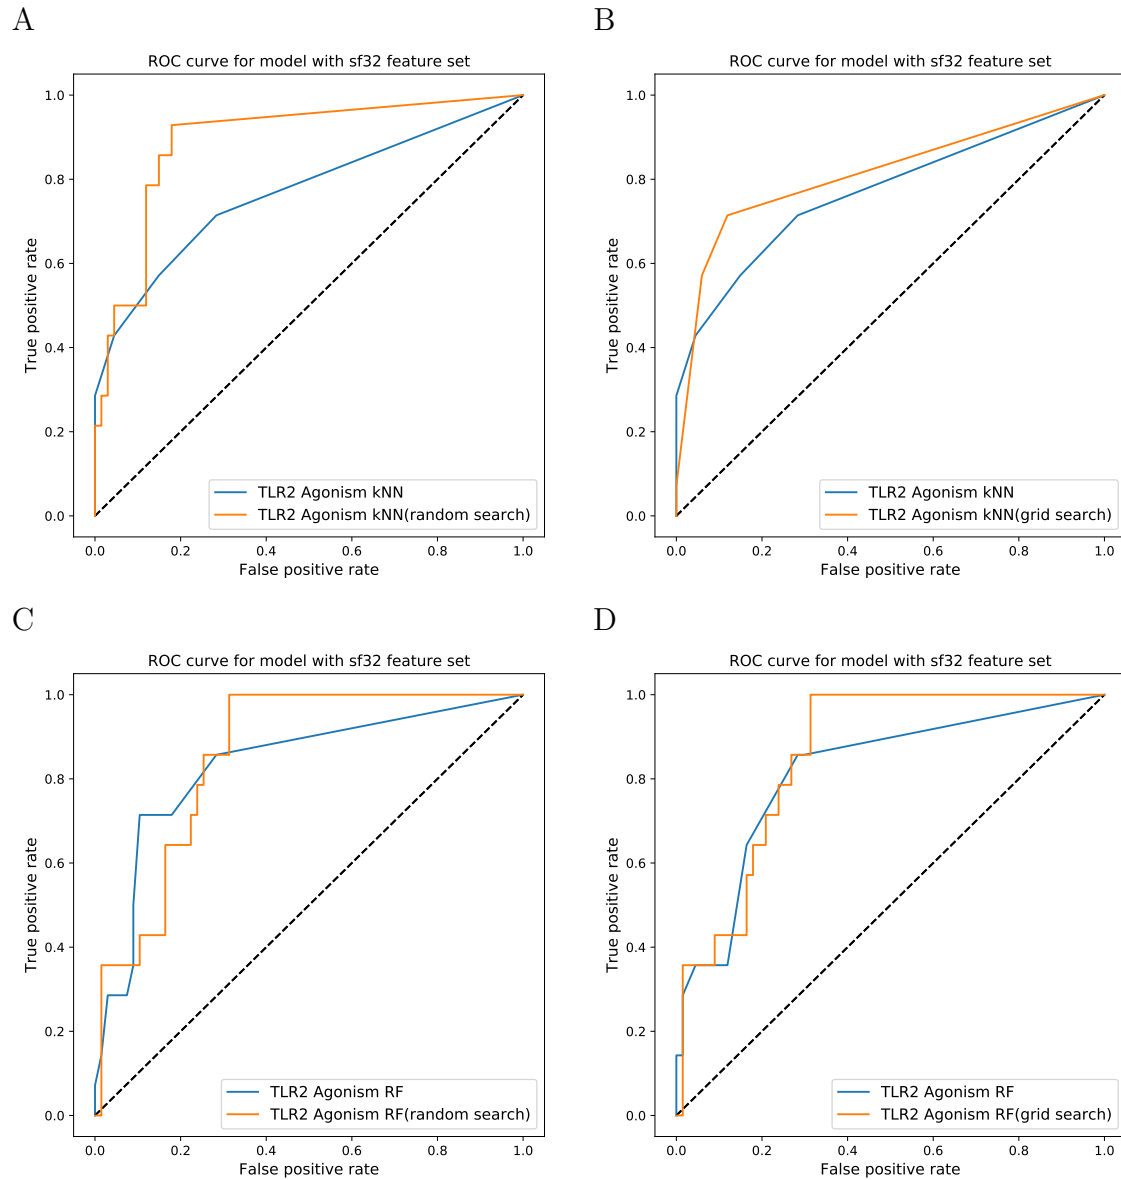 A
ROC curve for model with sf32 feature set
1.0
0.8
0.6
0.4
0.2
0.0
True positive rate
TLR2 Agonism kNN
TLR2 Agonism kNN(random search)
0.0 0.2 0.4 0.6 0.8 1.0
False positive rate
B
ROC curve for model with sf32 feature set
1.0
0.8
0.6
0.4
0.2
0.0
True positive rate
TLR2 Agonism kNN
TLR2 Agonism kNN(grid search)
0.0 0.2 0.4 0.6 0.8 1.0
False positive rate
C
ROC curve for model with sf32 feature set
1.0
0.8
0.6
0.4
0.2
0.0
True positive rate
TLR2 Agonism RF
TLR2 Agonism RF(random search)
0.0 0.2 0.4 0.6 0.8 1.0
False positive rate
D
ROC curve for model with sf32 feature set
1.0
0.8
0.6
0.4
0.2
0.0
True positive rate
TLR2 Agonism RF
TLR2 Agonism RF(grid search)
0.0 0.2 0.4 0.6 0.8 1.0
False positive rate